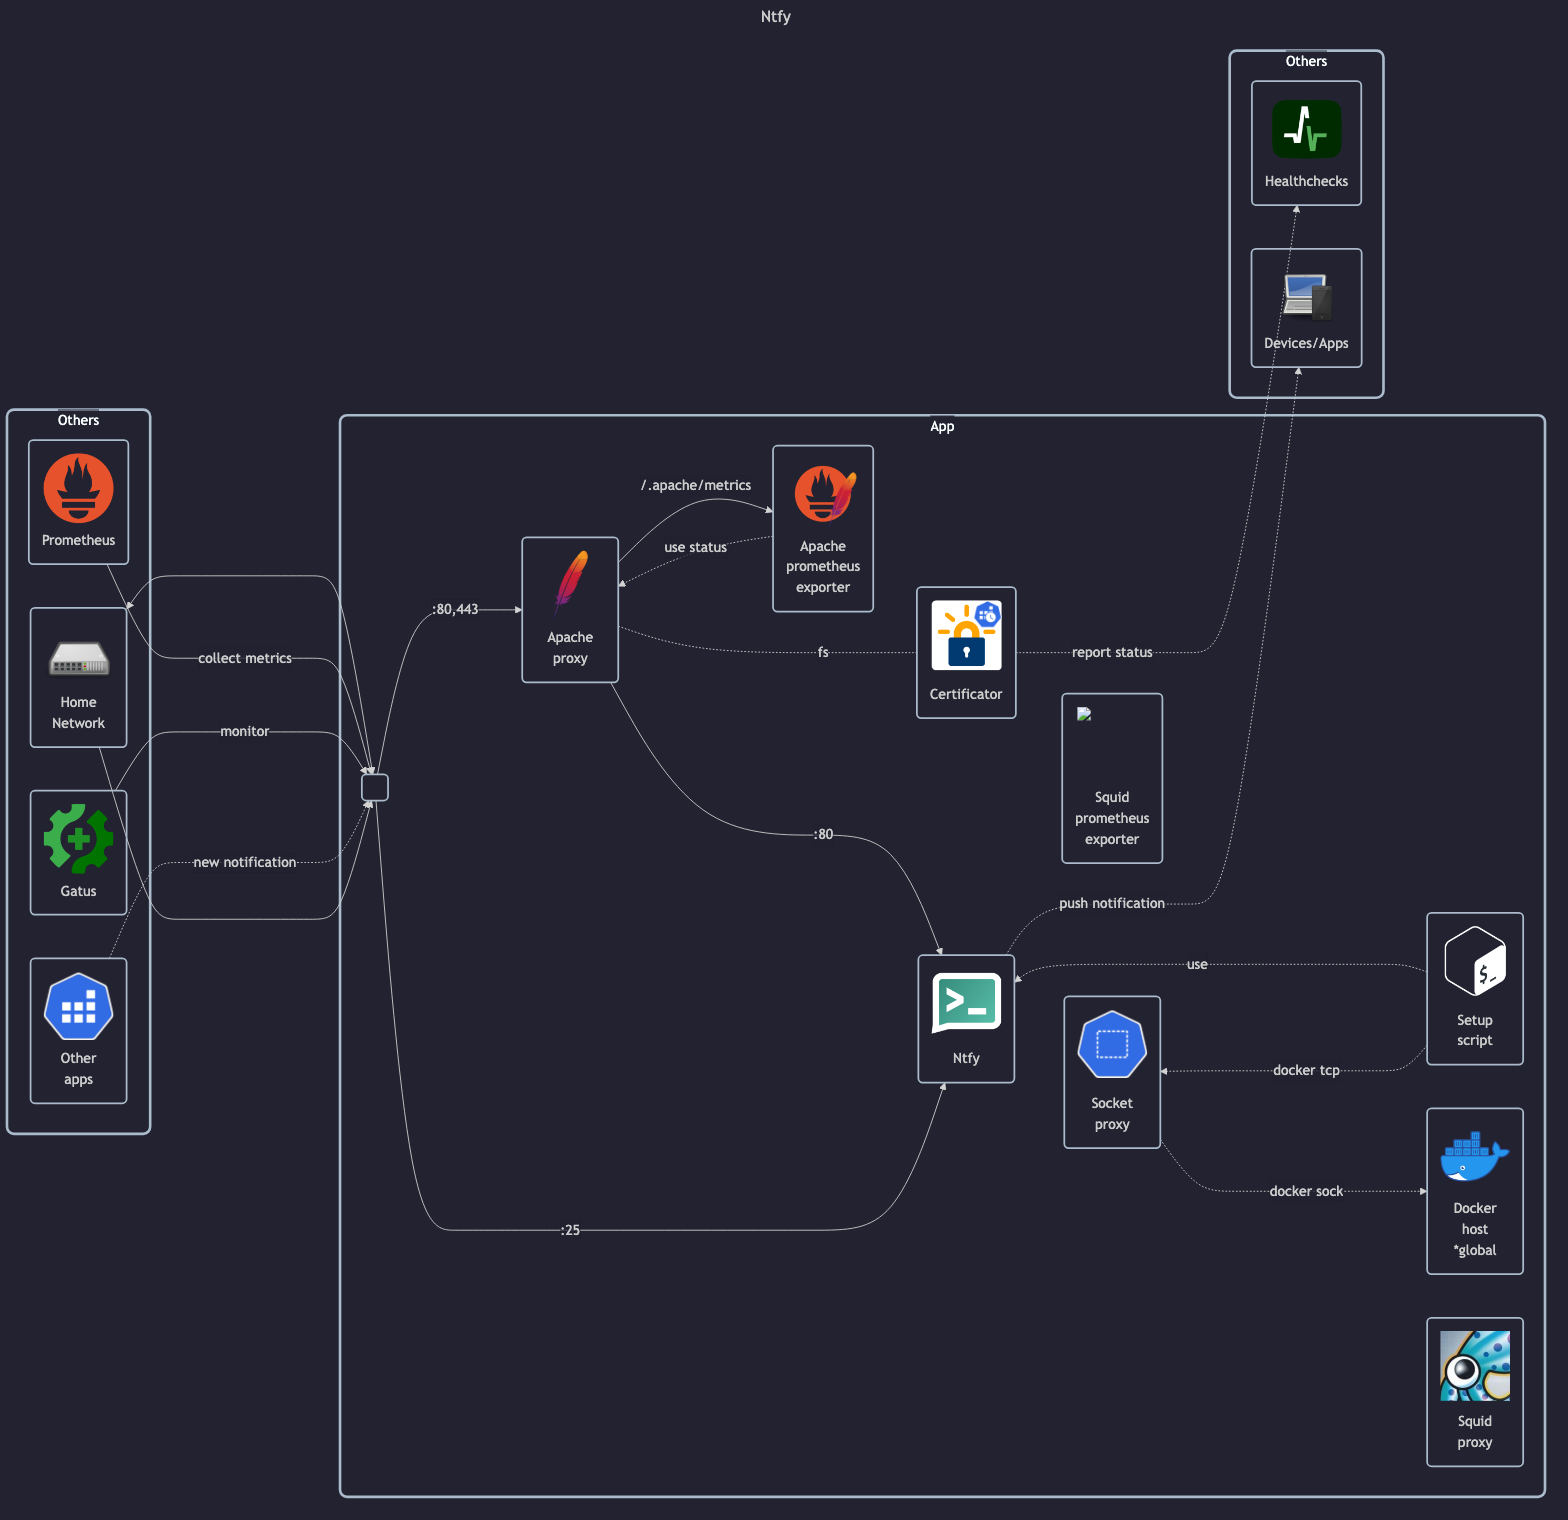 Ntfy
Others
Healthchecks
Devices/Apps
Others
Prometheus
Home
Network
Gatus
Other
apps
collect metrics
monitor
new notification
App
:80,443
Apache
proxy
/.apache/metrics
use status
Apache
prometheus
exporter
fs
Certificator
report status
Squid
prometheus
exporter
:80
push notification
>_
Ntfy
use
$_
Setup
script
Socket
proxy
docker tcp
docker sock
Docker
host
*global
:25
Squid
proxy